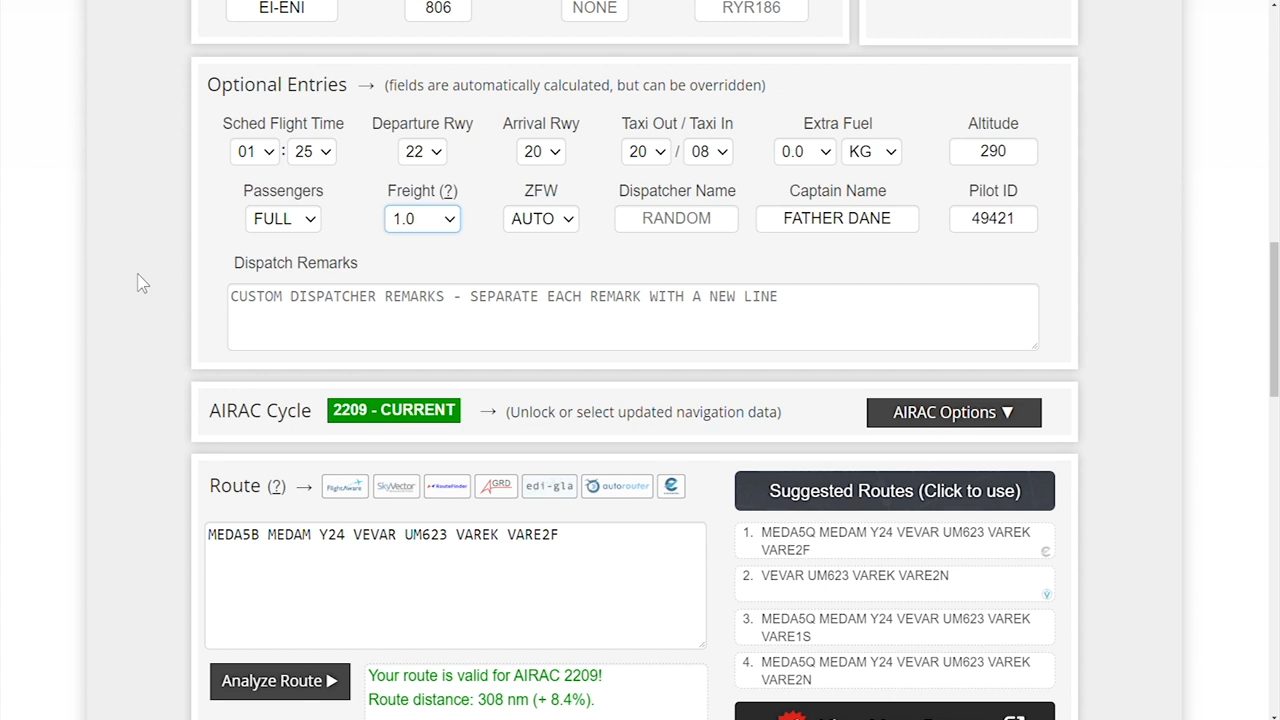 EI-ENI 806 NONE RYR186
Optional Entries → (fields are automatically calculated, but can be overridden)
Sched Flight Time Departure Rwy Arrival Rwy Taxi Out / Taxi In Extra Fuel Altitude
01 : 25 22 20 20 / 08 0.0 KG 290
Passengers Freight (?) ZFW Dispatcher Name Captain Name Pilot ID
FULL 1.0 AUTO RANDOM FATHER DANE 49421
Dispatch Remarks
CUSTOM DISPATCHER REMARKS - SEPARATE EACH REMARK WITH A NEW LINE
AIRAC Cycle 2209 - CURRENT → (Unlock or select updated navigation data) AIRAC Options ▼
Route (?) → FlightAware SkyVector RouteFinder AGRD edi-gla autorouter
MEDA5B MEDAM Y24 VEVAR UM623 VAREK VARE2F
Analyze Route ▶
Your route is valid for AIRAC 2209!
Route distance: 308 nm (+ 8.4%).
Suggested Routes (Click to use)
1. MEDA5Q MEDAM Y24 VEVAR UM623 VAREK
VARE2F
2. VEVAR UM623 VAREK VARE2N
3. MEDA5Q MEDAM Y24 VEVAR UM623 VAREK
VARE1S
4. MEDA5Q MEDAM Y24 VEVAR UM623 VAREK
VARE2N